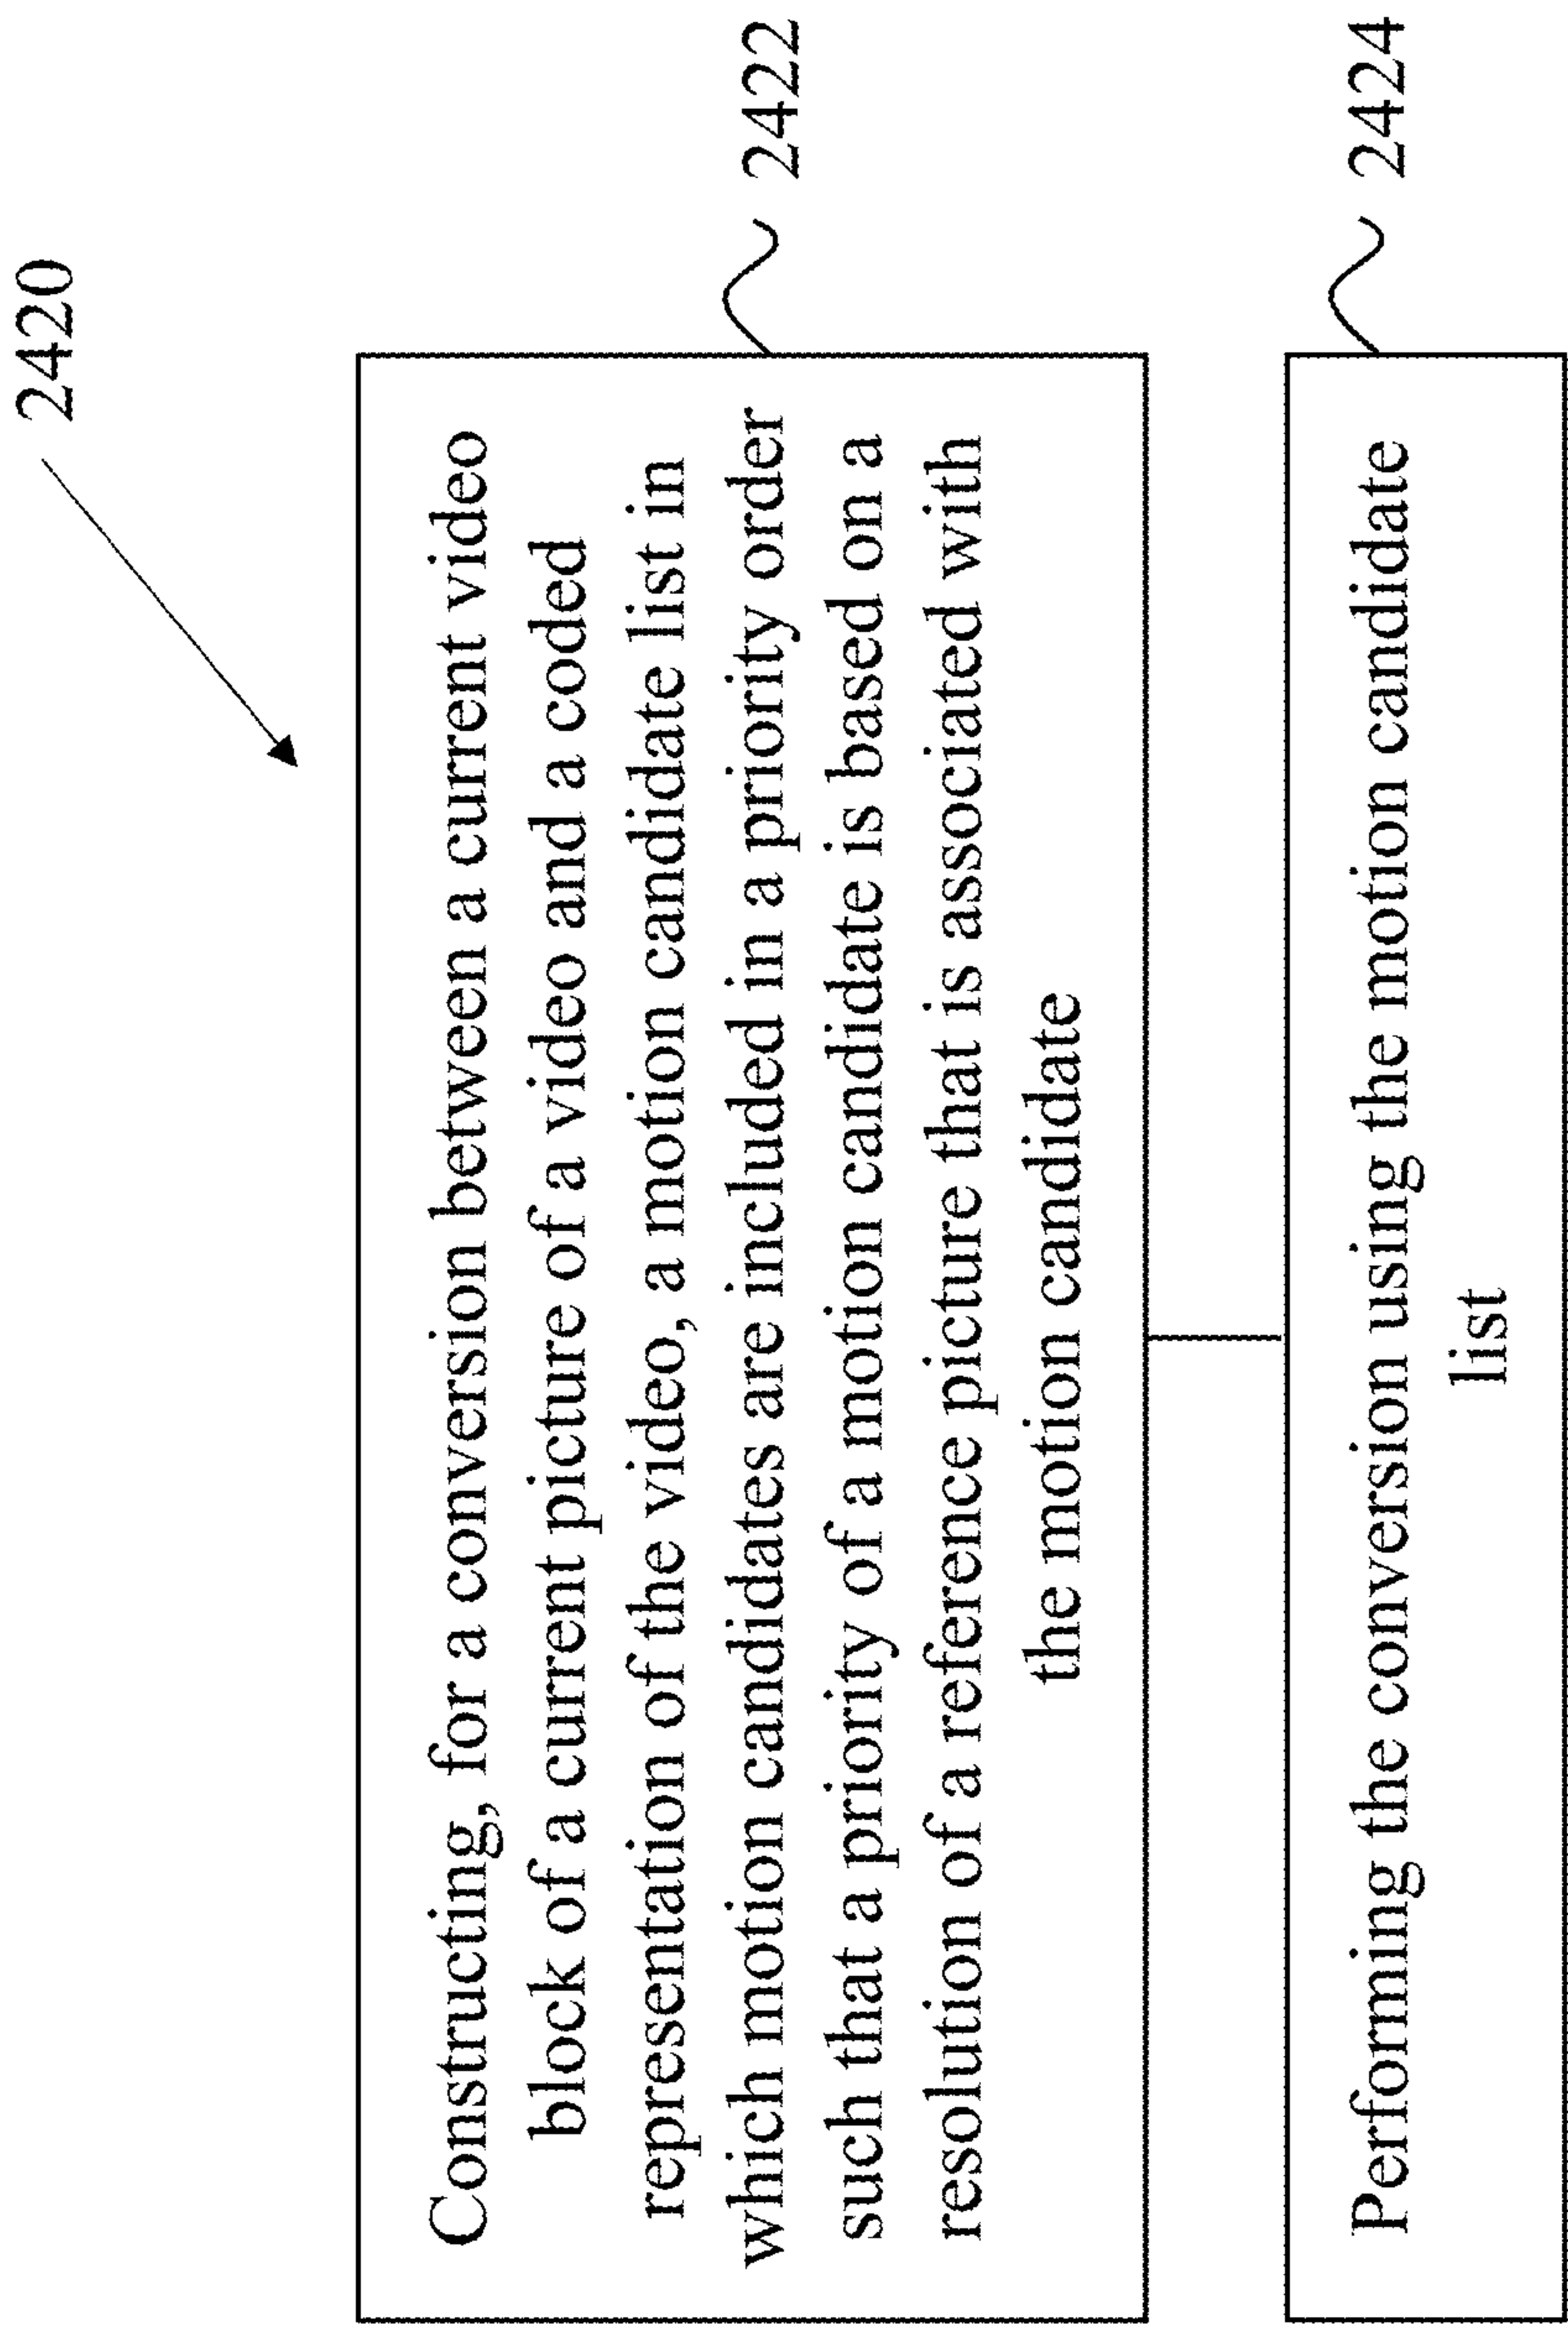 2420
Constructing, for a conversion between a current video
block of a current picture of a video and a coded
representation of the video, a motion candidate list in
which motion candidates are included in a priority order
such that a priority of a motion candidate is based on a
resolution of a reference picture that is associated with
the motion candidate
2422
Performing the conversion using the motion candidate
list
2424